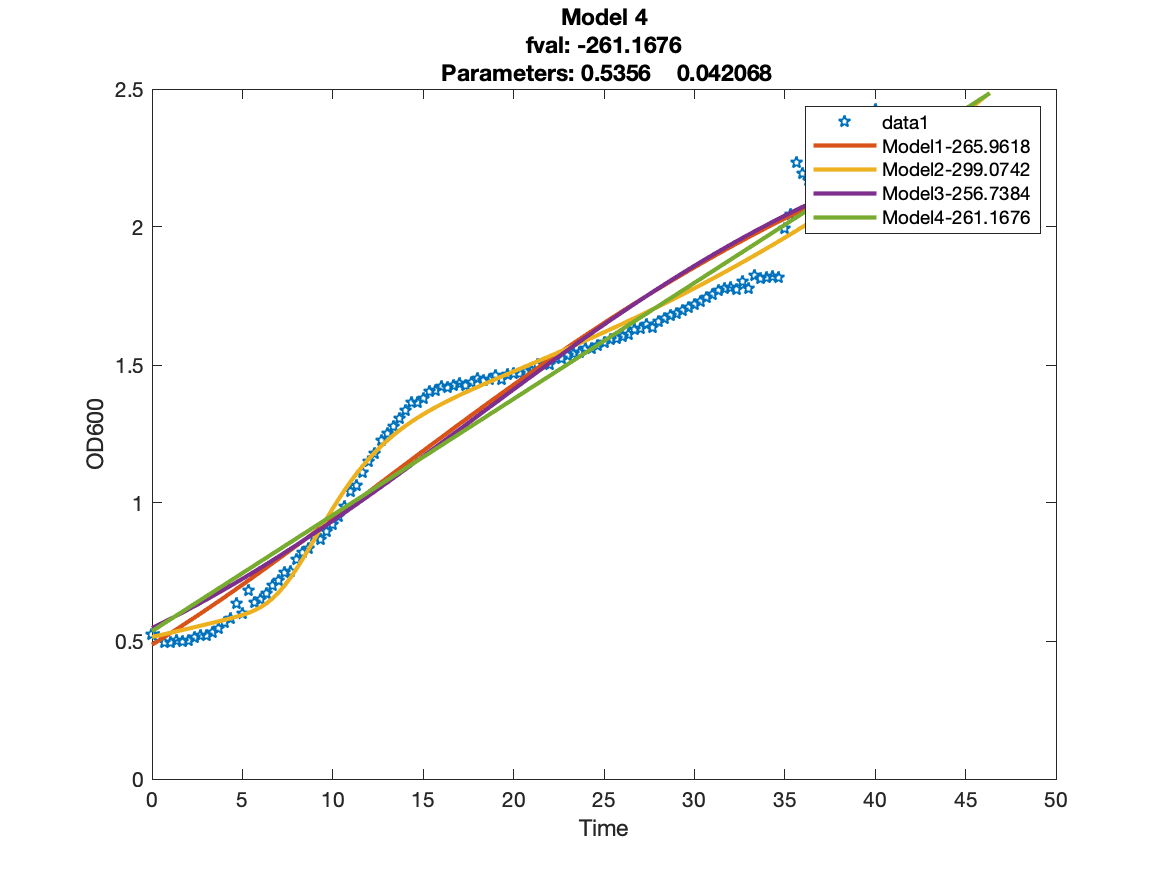 Model 4
fval: -261.1676
Parameters: 0.5356 0.042068
2.5
2
1.5
1
0.5
0
OD600
data1
Model1-265.9618
Model2-299.0742
Model3-256.7384
Model4-261.1676
0 5 10 15 20 25 30 35 40 45 50
Time